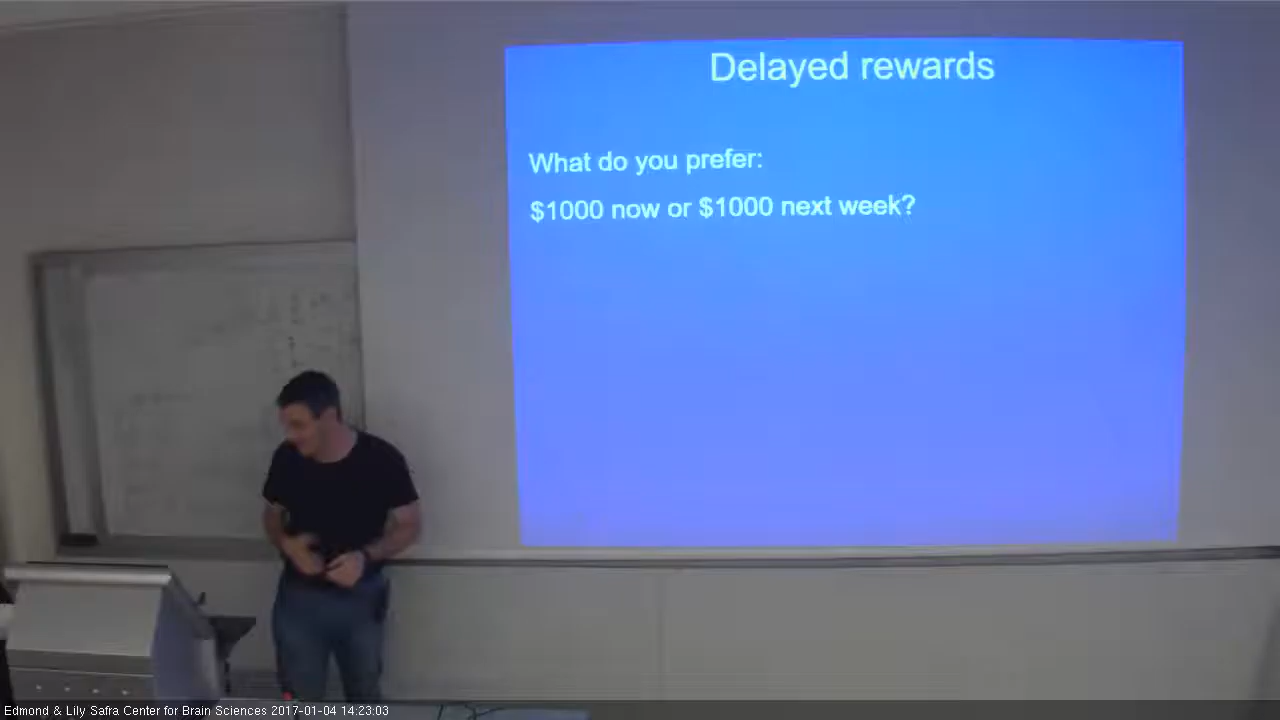 Delayed rewards
What do you prefer:
$1000 now or $1000 next week?
Edmond & Lily Safra Center for Brain Sciences 2017-01-04 14:23:03